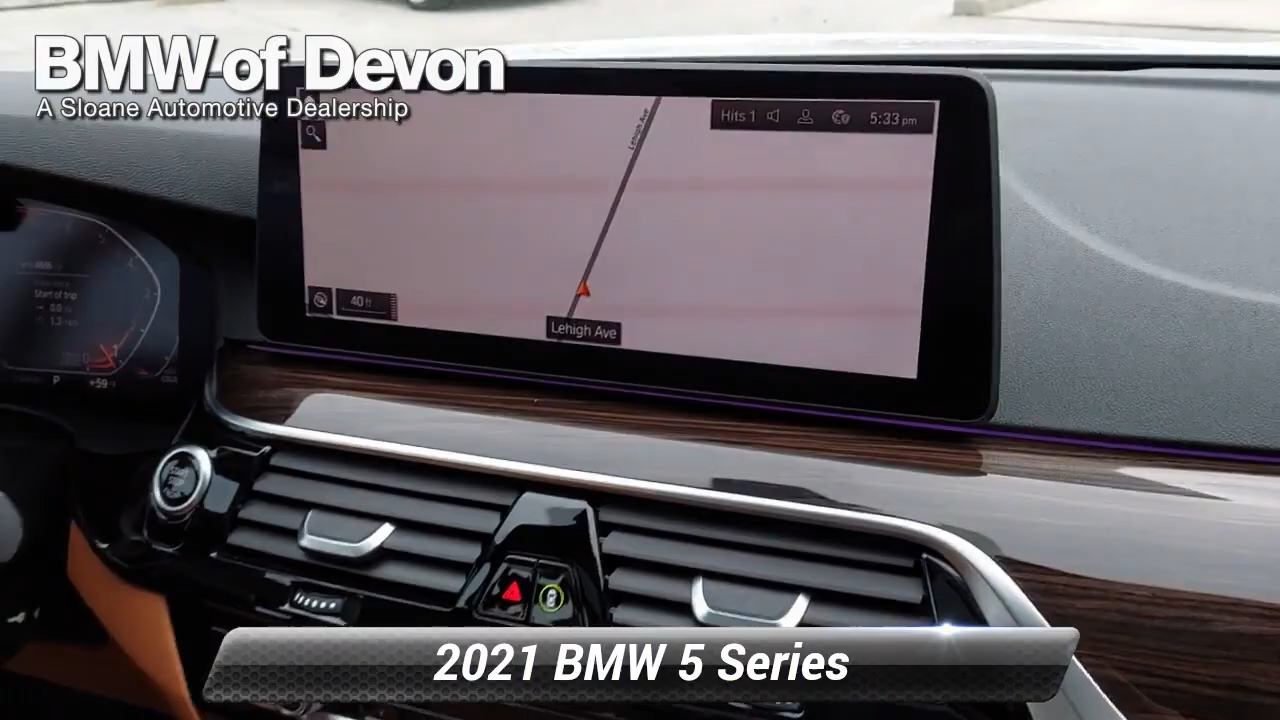 BMW of Devon
A Sloane Automotive Dealership
Hits 1
5:33 pm
Lehigh Ave
40 ft
Lehigh Ave
Start of trip
P
+59
2021 BMW 5 Series